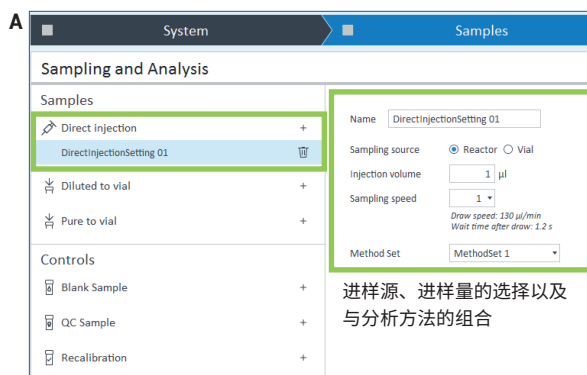 A
System
Samples
Sampling and Analysis
Samples
Direct injection +
DirectInjectionSetting 01
Diluted to vial +
Pure to vial +
Controls
Blank Sample +
QC Sample +
Recalibration +
Name DirectInjectionSetting 01
Sampling source Reactor Vial
Injection volume 1 µl
Sampling speed 1
Draw speed: 130 µl/min
Wait time after draw: 1.2 s
Method Set MethodSet 1
进样源、进样量的选择以及
与分析方法的组合